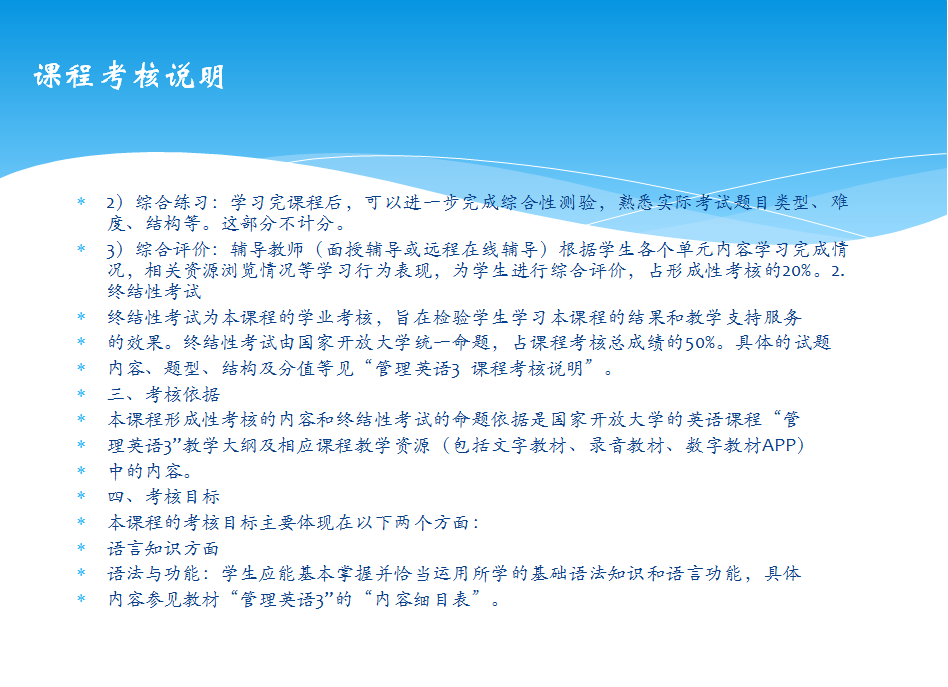 课程考核说明
* 2）综合练习：学习完课程后，可以进一步完成综合性测验，熟悉实际考试题目类型、难
度、结构等。这部分不计分。
* 3）综合评价：辅导教师（面授辅导或远程在线辅导）根据学生各个单元内容学习完成情
况，相关资源浏览情况等学习行为表现，为学生进行综合评价，占形成性考核的20%。2.
终结性考试
* 终结性考试为本课程的学业考核，旨在检验学生学习本课程的结果和教学支持服务
* 的效果。终结性考试由国家开放大学统一命题，占课程考核总成绩的50%。具体的试题
* 内容、题型、结构及分值等见“管理英语3 课程考核说明”。
* 三、考核依据
* 本课程形成性考核的内容和终结性考试的命题依据是国家开放大学的英语课程“管
* 理英语3”教学大纲及相应课程教学资源（包括文字教材、录音教材、数字教材APP）
* 中的内容。
* 四、考核目标
* 本课程的考核目标主要体现在以下两个方面：
* 语言知识方面
* 语法与功能：学生应能基本掌握并恰当运用所学的基础语法知识和语言功能，具体
* 内容参见教材“管理英语3”的“内容细目表”。